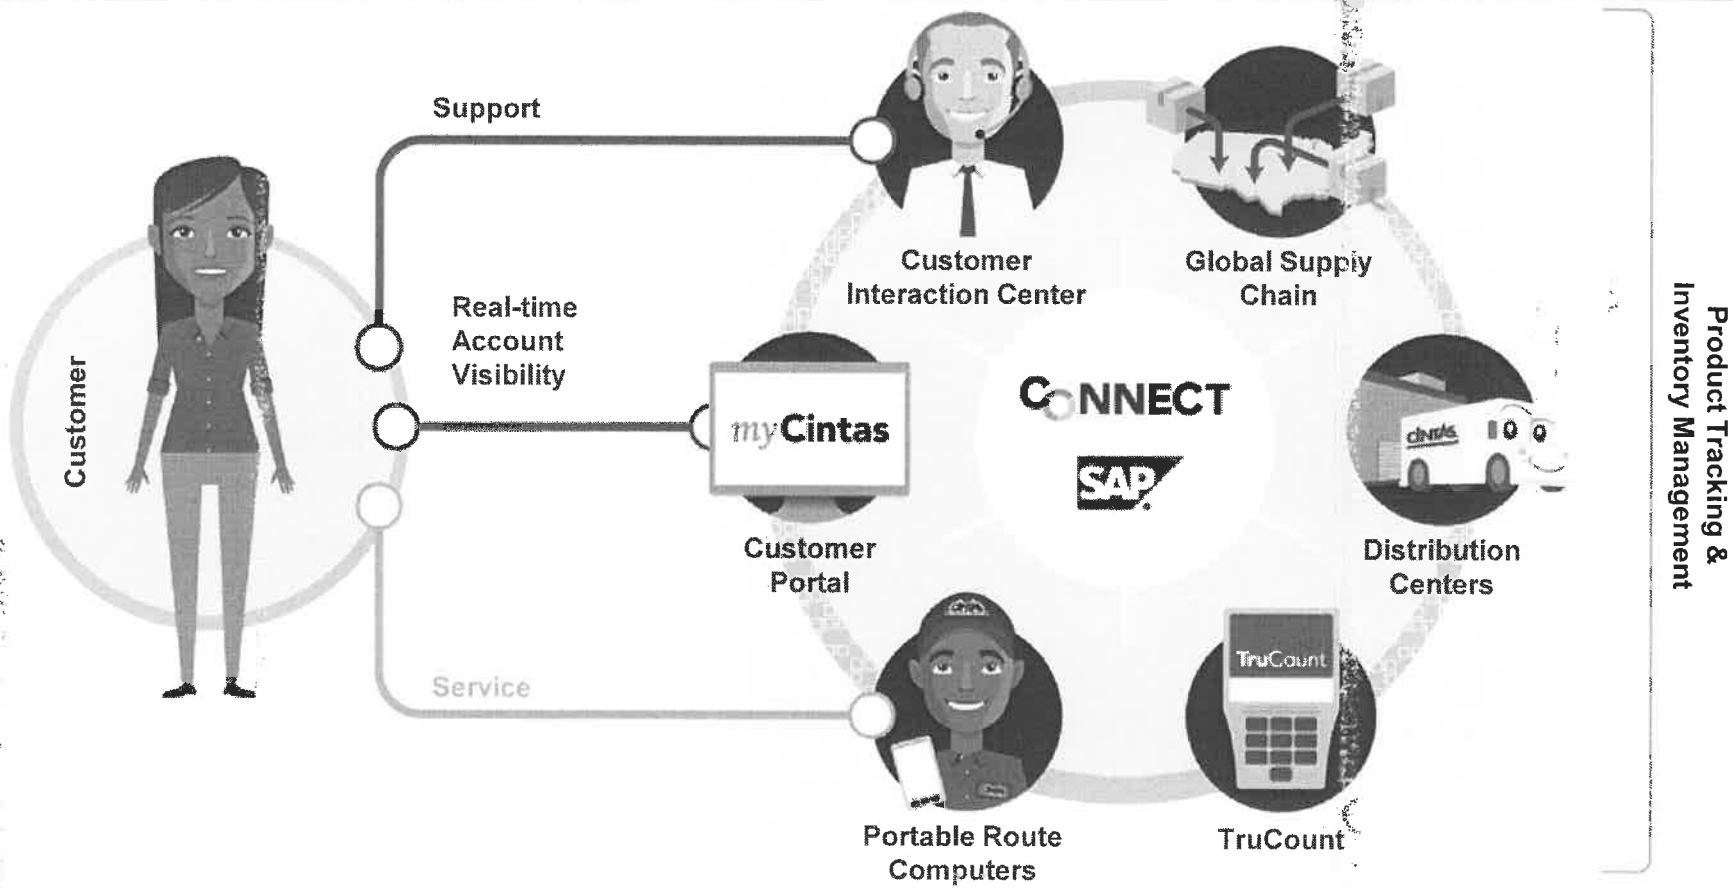 Support
Customer
Interaction Center
Global Supply
Chain
Real-time
Account
Visibility
Customer
myCintas
Customer
Portal
CONNECT
SAP
CINTAS
Distribution
Centers
Product Tracking &
Inventory Management
Service
Portable Route
Computers
TruCount
TruCount